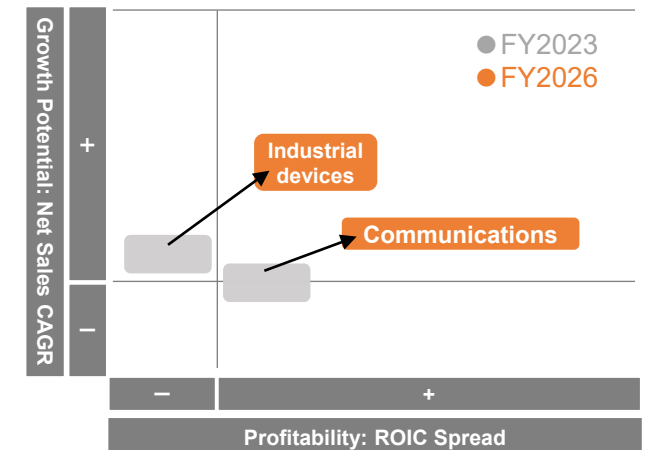 Growth Potential: Net Sales CAGR
+
−
FY2023
FY2026
Industrial
devices
Communications
− +
Profitability: ROIC Spread